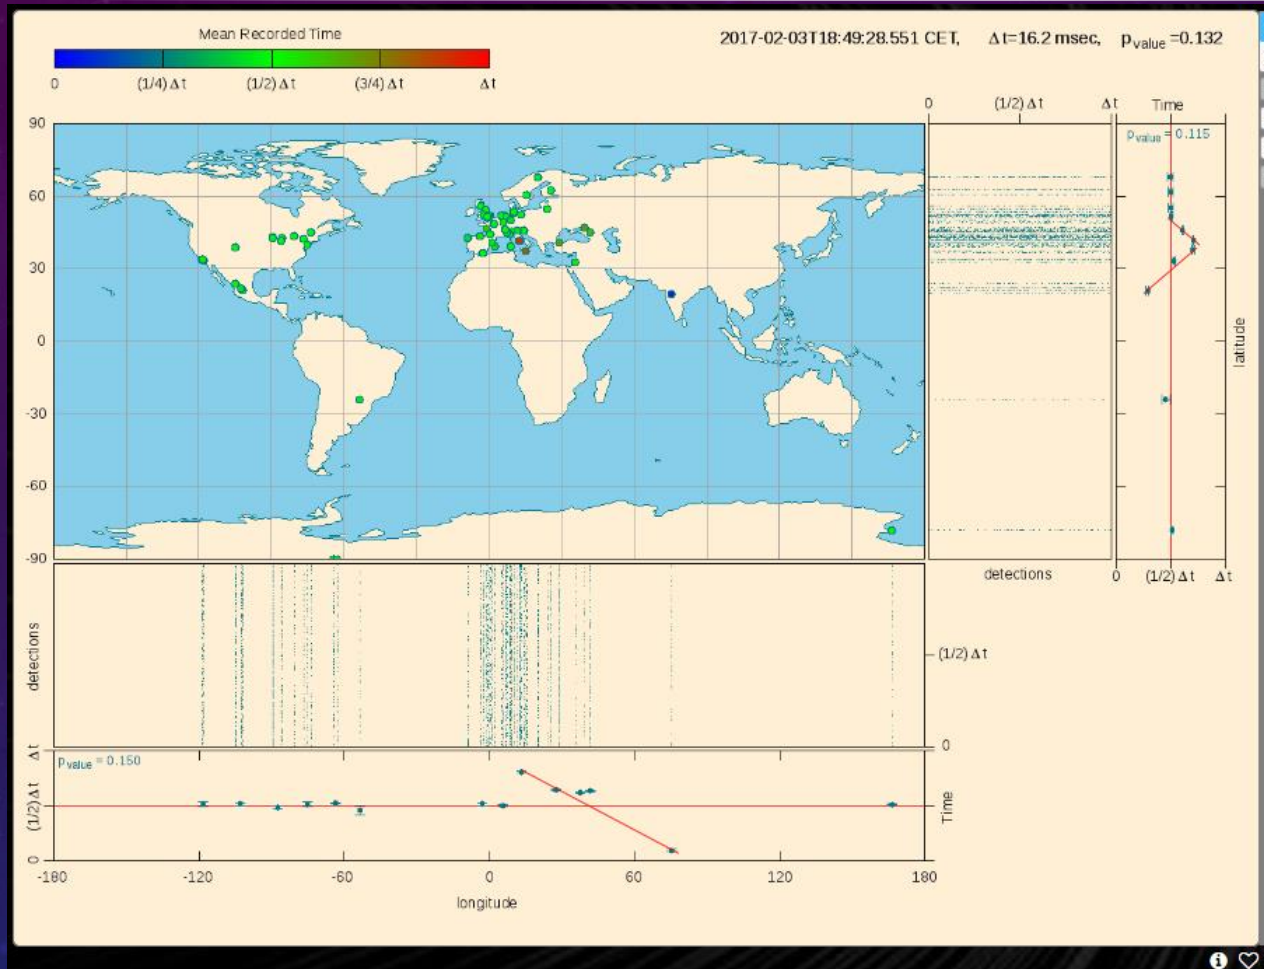 Mean Recorded Time
2017-02-03T18:49:28.551 CET, Δt=16.2 msec, pvalue =0.132
0 (1/4) Δt (1/2) Δt (3/4) Δt Δt
0 (1/2) Δt Δt Time
90
60
30
0
-30
-60
-90
pvalue = 0.115
latitude
detections
0 (1/2) Δt Δt
detections
(1/2) Δt
0
pvalue = 0.150
Δt
(1/2) Δt
0
Time
-180 -120 -60 0 60 120 180
longitude